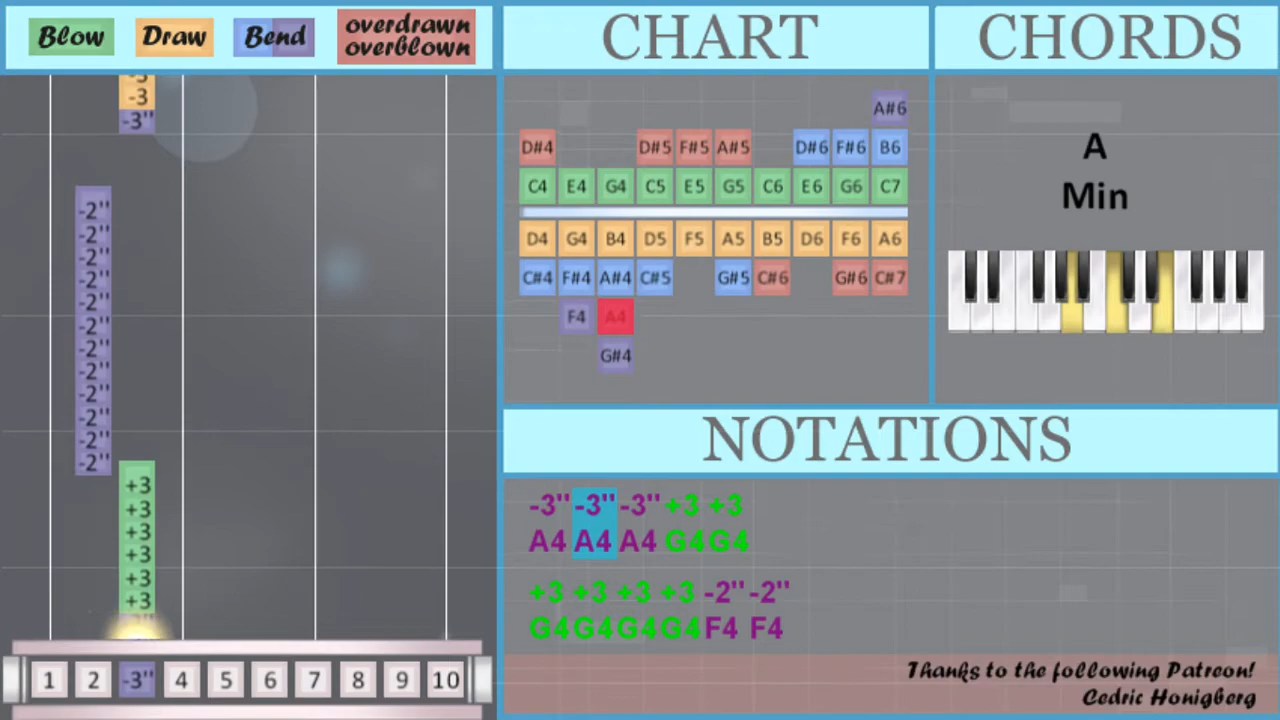 Blow Draw Bend overdrawn
overblown
CHART
CHORDS
-3
-3''
-2''
-2''
-2''
-2''
-2''
-2''
-2''
-2''
-2''
-2''
-2''
-2''
+3
+3
+3
+3
+3
+3
1 2 -3'' 4 5 6 7 8 9 10
A#6
D#4 D#5 F#5 A#5 D#6 F#6 B6
C4 E4 G4 C5 E5 G5 C6 E6 G6 C7
D4 G4 B4 D5 F5 A5 B5 D6 F6 A6
C#4 F#4 A#4 C#5 G#5 C#6 G#6 C#7
F4 A4
G#4
A
Min
NOTATIONS
-3'' -3'' -3'' +3 +3
A4 A4 A4 G4 G4
+3 +3 +3 +3 -2'' -2''
G4 G4 G4 G4 F4 F4
Thanks to the following Patreon!
Cedric Honigberg